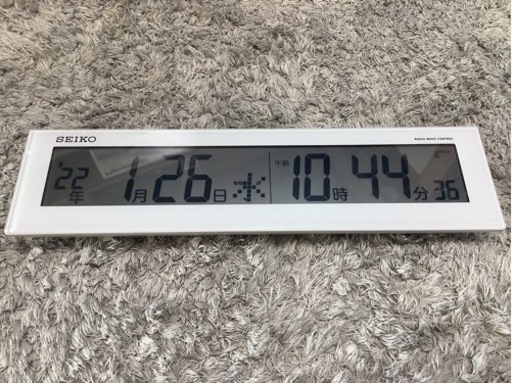 SEIKO
RADIO WAVE CONTROL
'22年 1月26日 水 午前 10時44分36